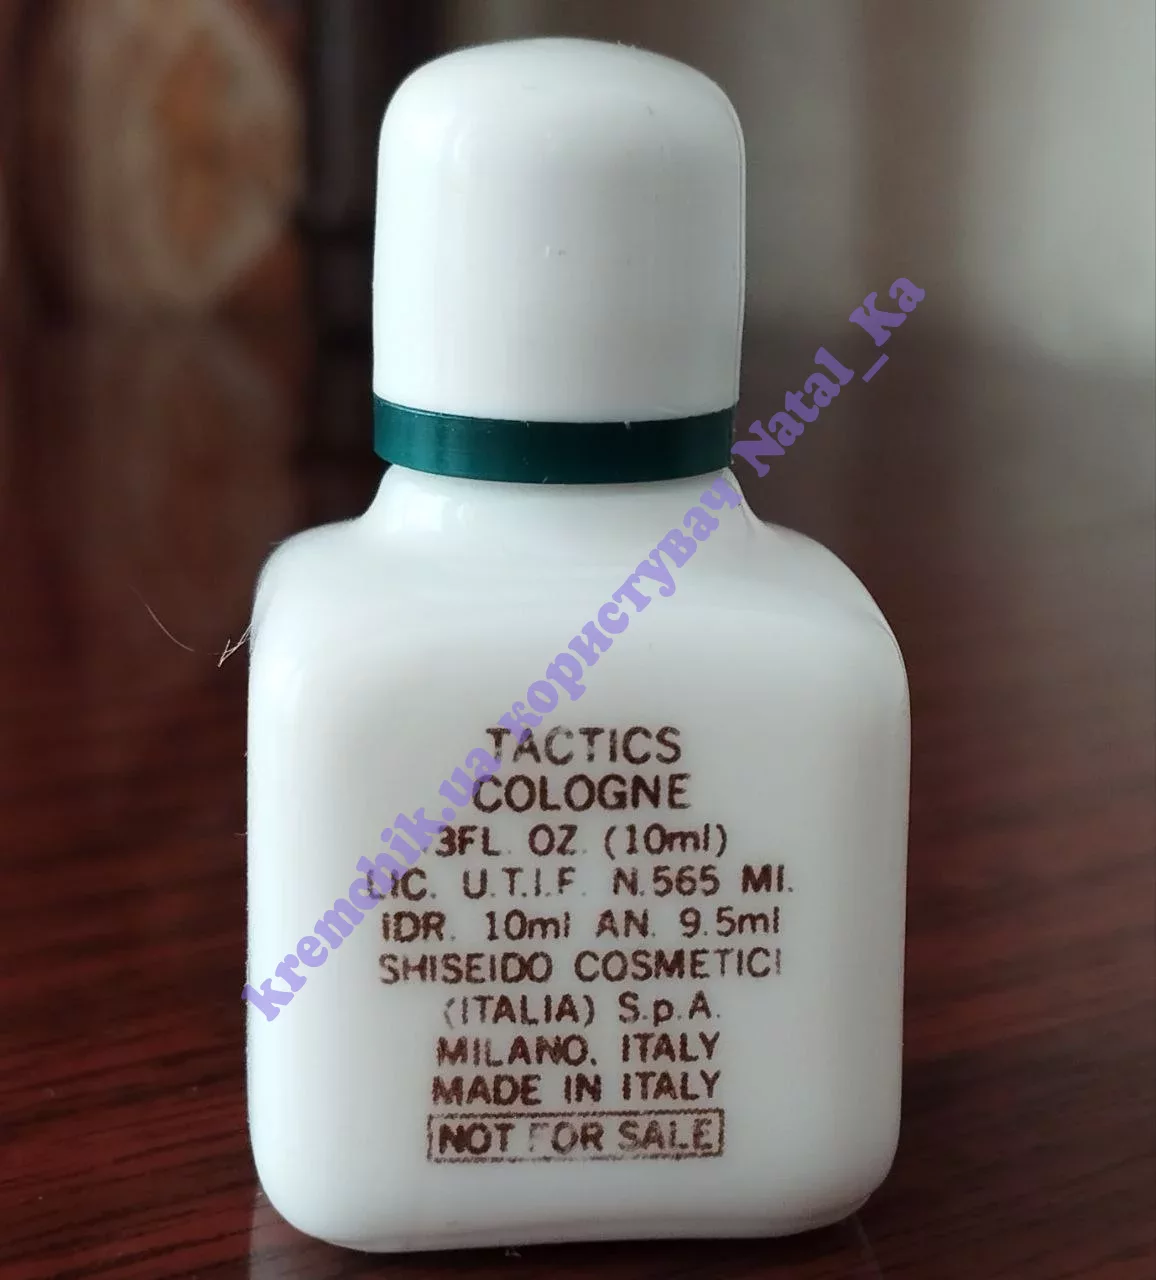 TACTICS
COLOGNE
.3FL. OZ. (10ml)
LIC. U.T.I.F. N.565 MI.
IDR. 10ml AN. 9.5ml
SHISEIDO COSMETICI
(ITALIA) S.p.A.
MILANO, ITALY
MADE IN ITALY
NOT FOR SALE
kremchik.ua користувач Natal_Ka